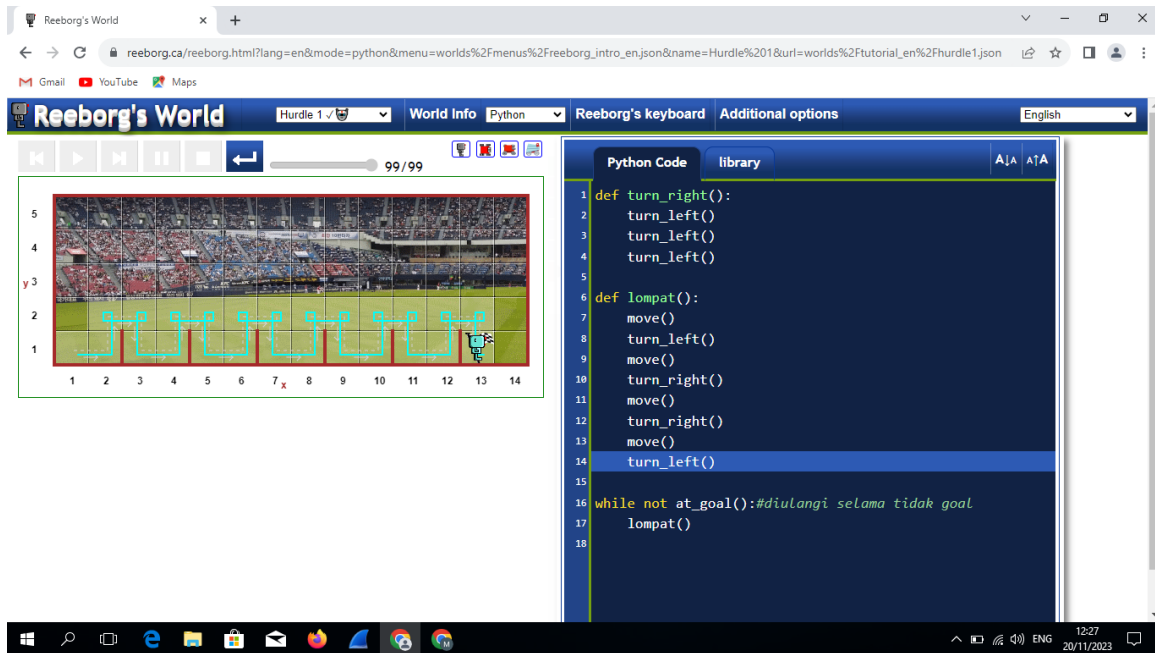 Reeborg's World
reeborg.ca/reeborg.html?lang=en&mode=python&menu=worlds%2Fmenus%2Freeborg_intro_en.json&name=Hurdle%201&url=worlds%2Ftutorial_en%2Fhurdle1.json
Gmail YouTube Maps
Reeborg's World Hurdle 1 ✓ World Info Python Reeborg's keyboard Additional options English
99/99
Python Code library A↓A A↑A
5
4
y 3
2
1
1 2 3 4 5 6 7 x 8 9 10 11 12 13 14
1 def turn_right():
2 turn_left()
3 turn_left()
4 turn_left()
5
6 def lompat():
7 move()
8 turn_left()
9 move()
10 turn_right()
11 move()
12 turn_right()
13 move()
14 turn_left()
15
16 while not at_goal():#diulangi selama tidak goal
17 lompat()
18
ENG 12:27
20/11/2023